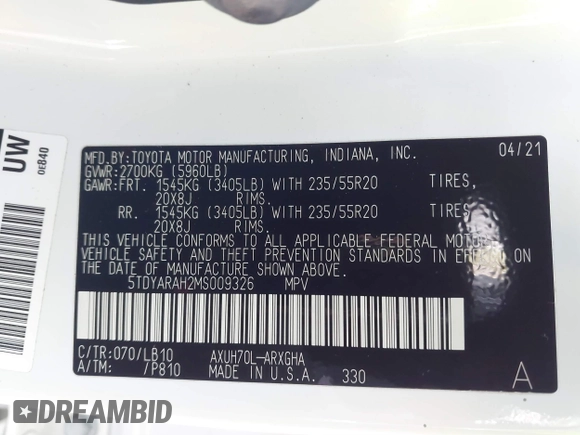 MFD.BY:TOYOTA MOTOR MANUFACTURING, INDIANA, INC. 04/21
GVWR:2700KG (5960LB)
GAWR:FRT. 1545KG (3405LB) WITH 235/55R20 TIRES,
20X8J RIMS.
RR. 1545KG (3405LB) WITH 235/55R20 TIRES,
20X8J RIMS.
THIS VEHICLE CONFORMS TO ALL APPLICABLE FEDERAL MOTOR
VEHICLE SAFETY AND THEFT PREVENTION STANDARDS IN EFFECT ON
THE DATE OF MANUFACTURE SHOWN ABOVE.
5TDYARAH2MS009326 MPV
C/TR:070/LB10 AXUH70L-ARXGHA
A/TM: /P810 MADE IN U.S.A. 330 A
UW
0E840
DREAMBID